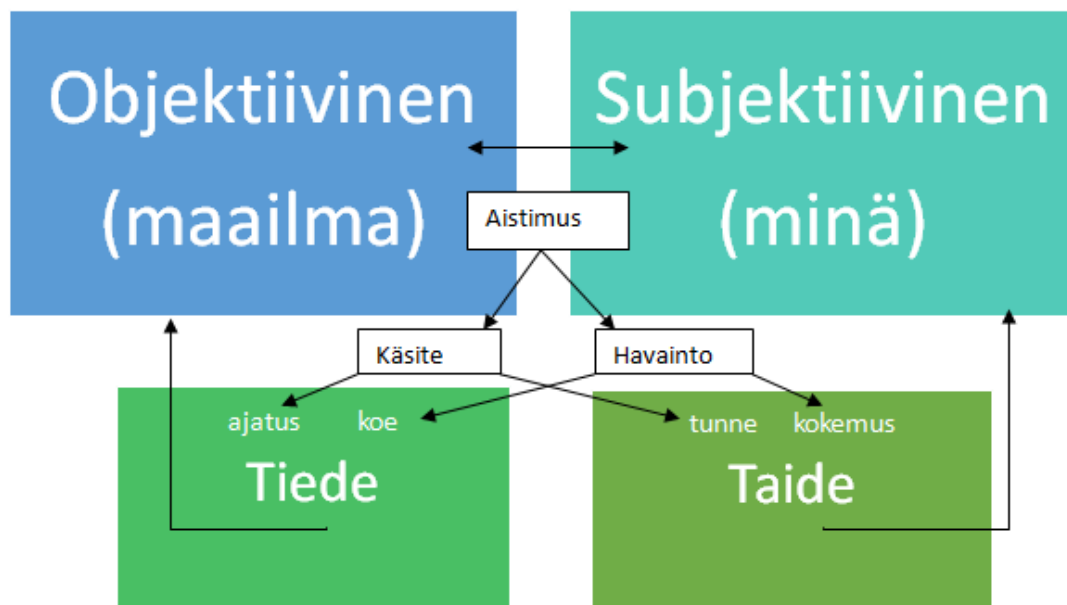 Objektiivinen
(maailma)
Subjektiivinen
(minä)
Aistimus
Käsite
Havainto
ajatus koe
Tiede
tunne kokemus
Taide